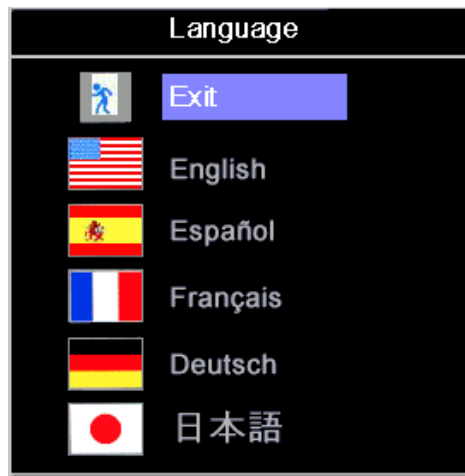 Language
Exit
English
Español
Français
Deutsch
日本語